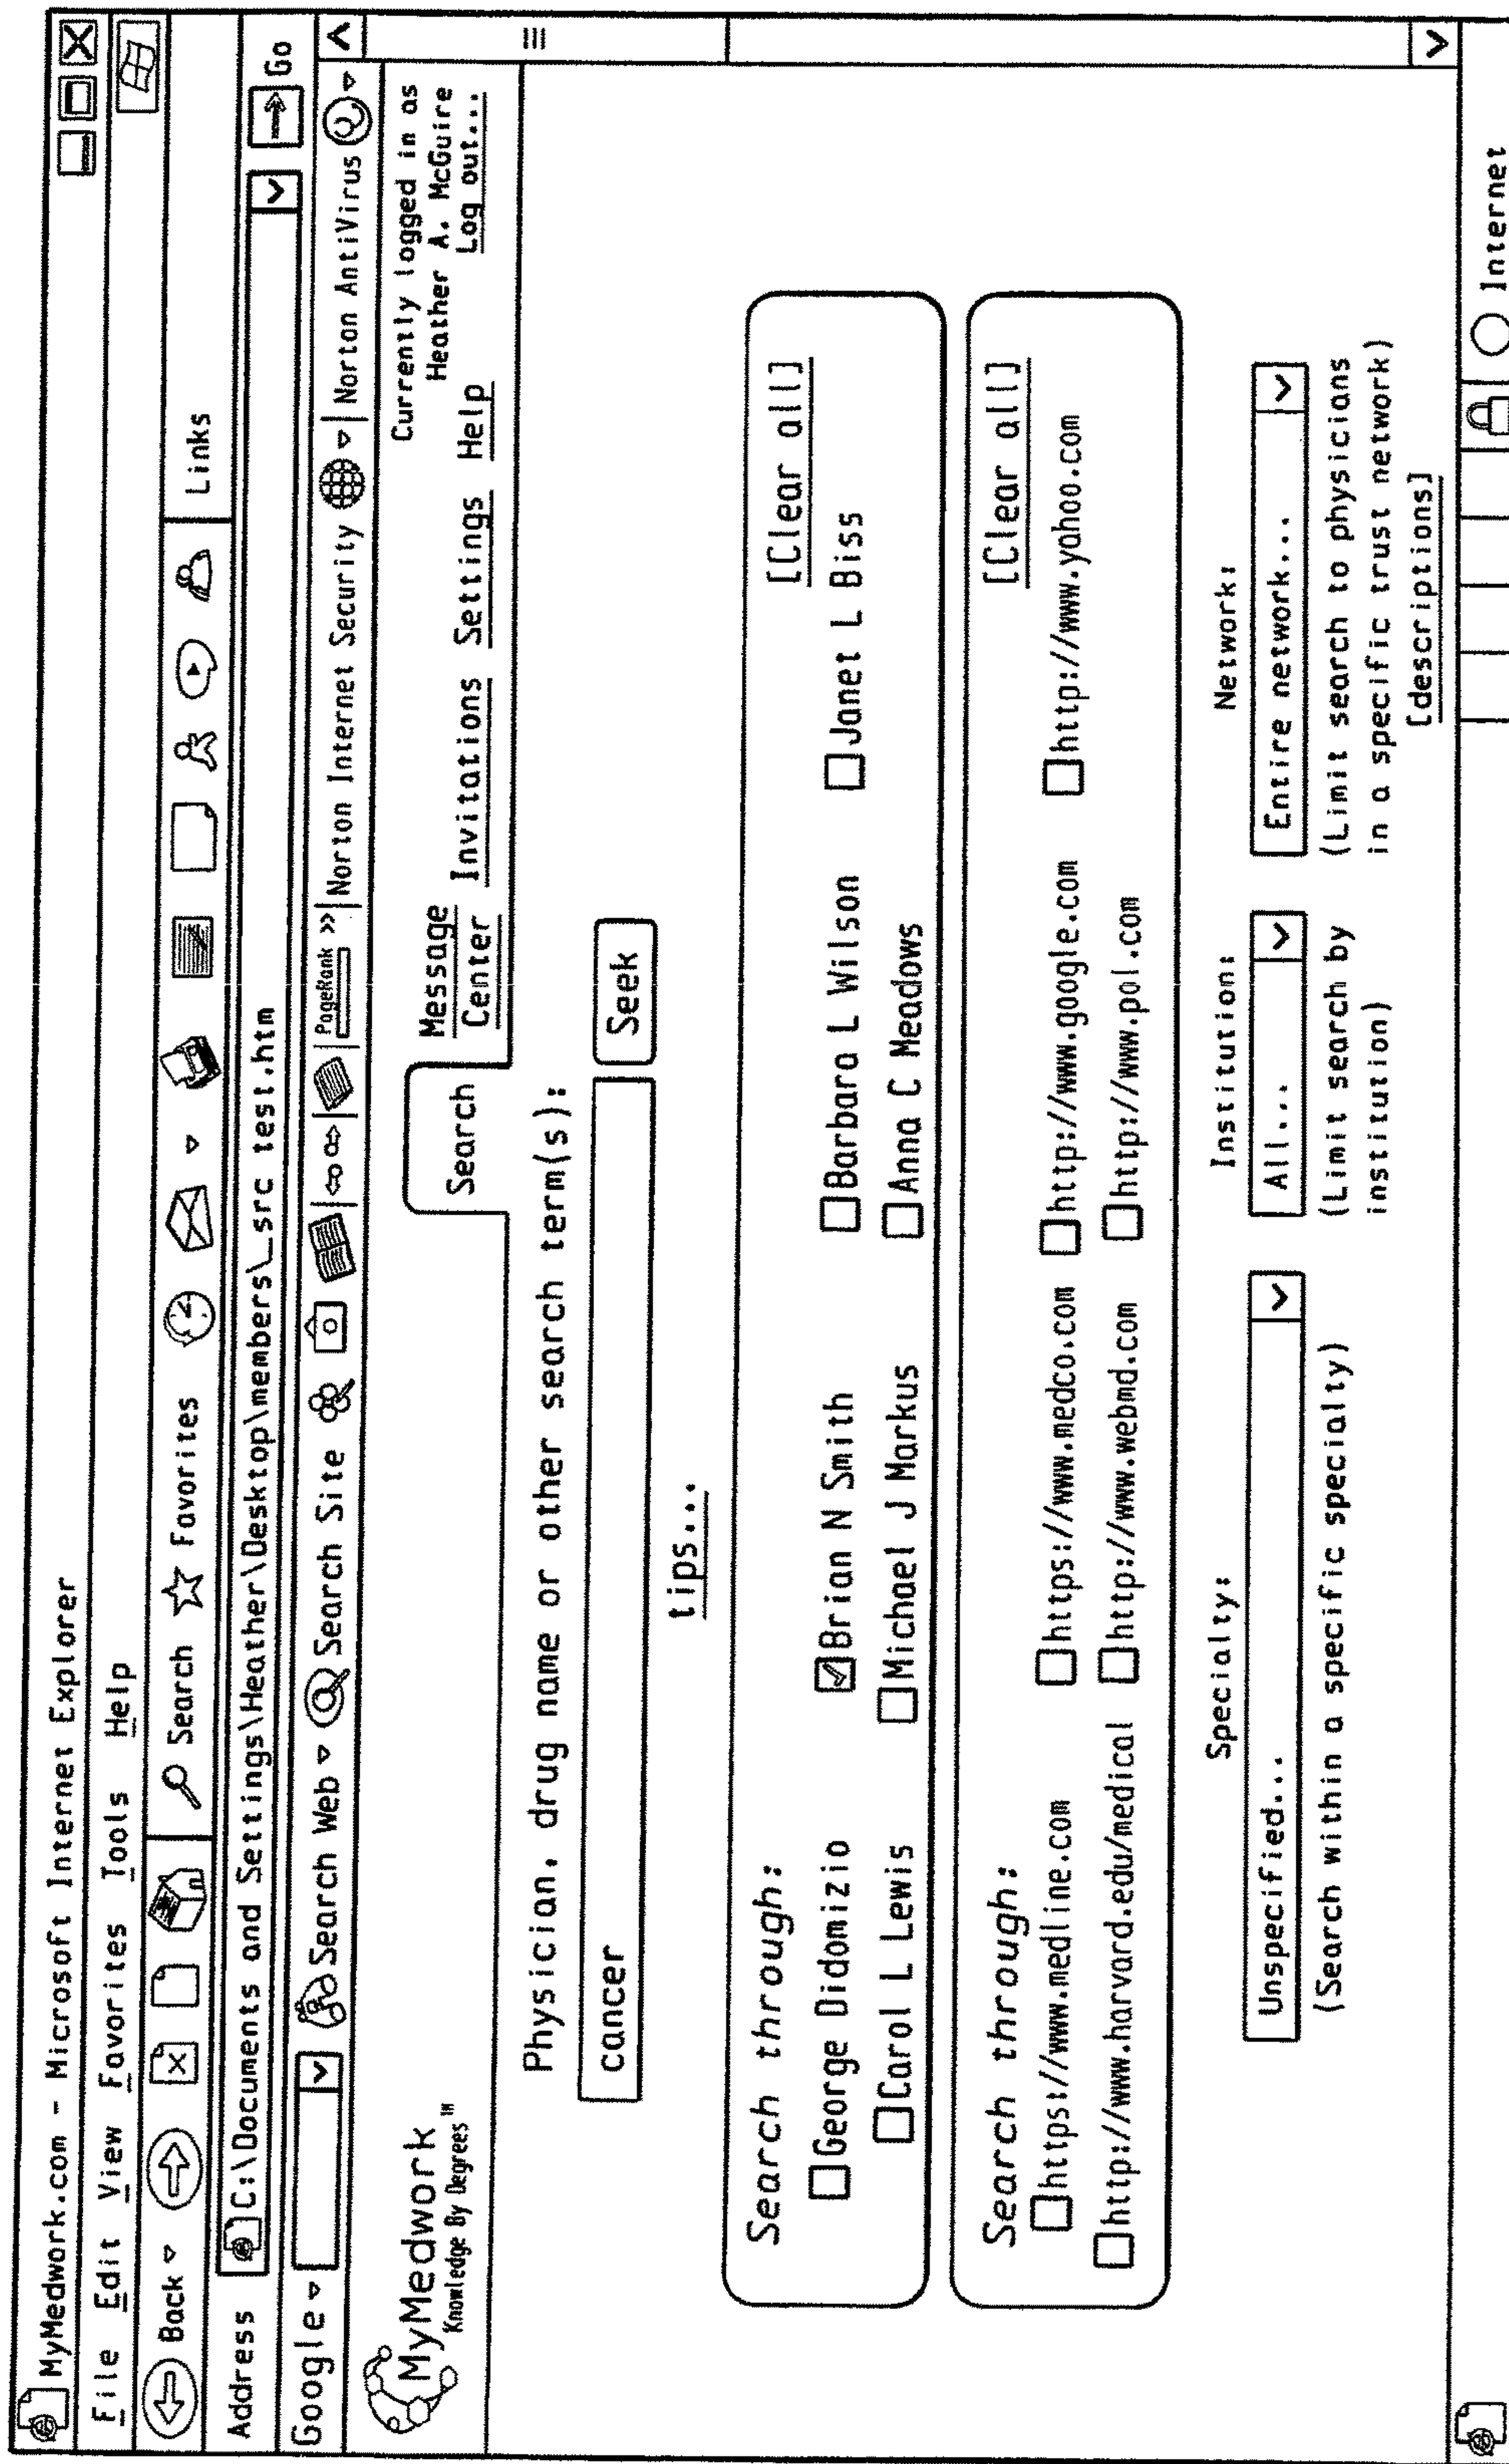 MyMedwork.com - Microsoft Internet Explorer
File Edit View Favorites Tools Help
Back Search Favorites Links
Address C:\Documents and Settings\Heather\Desktop\members\_src test.htm Go
Google Search Web Search Site PageRank >> Norton Internet Security Norton AntiVirus
MyMedwork
Knowledge By Degrees™
Search
Message Center
Invitations
Settings
Help
Currently logged in as
Heather A. McGuire
Log out...
Physician, drug name or other search term(s):
cancer Seek
tips...
Search through: [Clear all]
George Didomizio Brian N Smith Barbara L Wilson Janet L Biss
Carol L Lewis Michael J Markus Anna C Meadows
Search through: [Clear all]
https://www.medline.com https://www.medco.com http://www.google.com http://www.yahoo.com
http://www.harvard.edu/medical http://www.webmd.com http://www.pol.com
Specialty: Institution: Network:
Unspecified... All... Entire network...
(Search within a specific specialty) (Limit search by (Limit search to physicians
institution) in a specific trust network)
[descriptions]
Internet